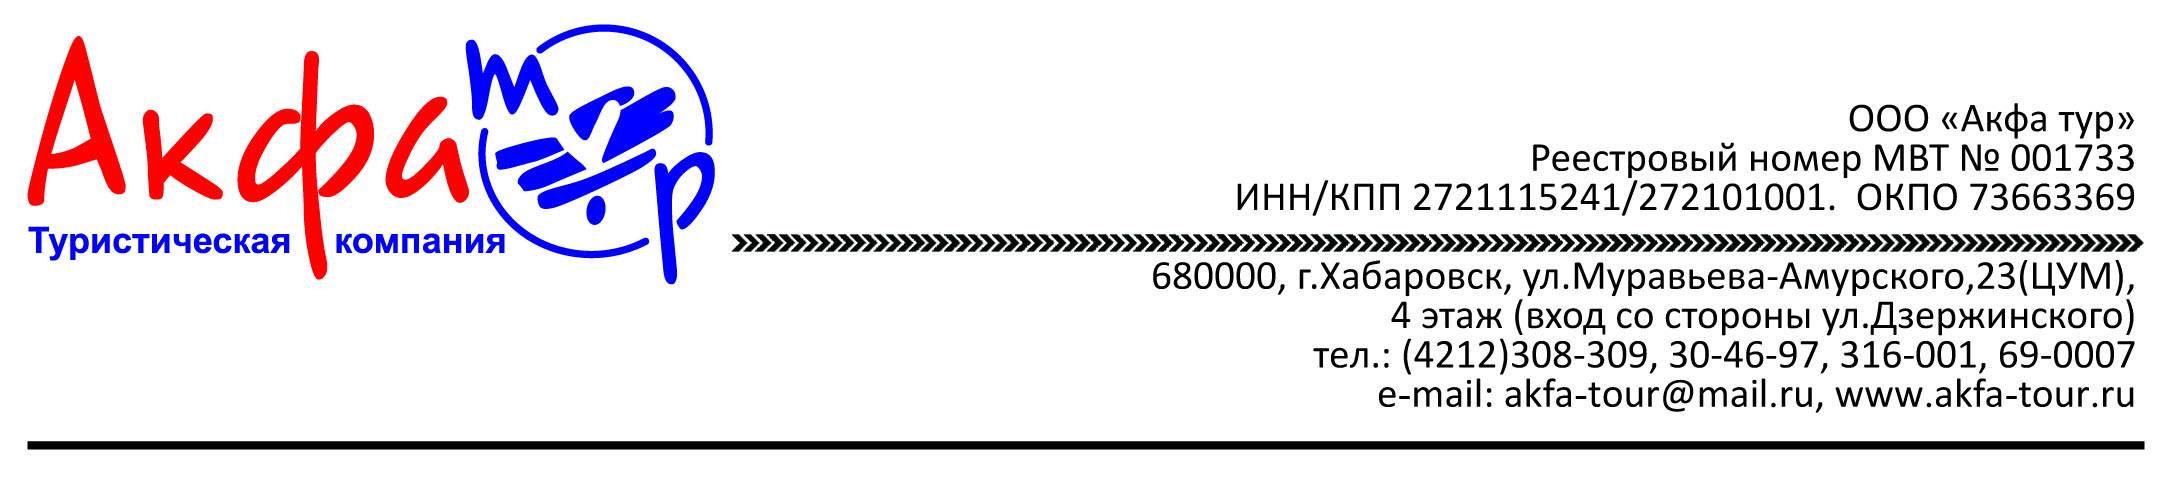 Акфа тур
Туристическая компания
ООО «Акфа тур»
Реестровый номер МВТ № 001733
ИНН/КПП 2721115241/272101001. ОКПО 73663369
680000, г.Хабаровск, ул.Муравьева-Амурского,23(ЦУМ),
4 этаж (вход со стороны ул.Дзержинского)
тел.: (4212)308-309, 30-46-97, 316-001, 69-0007
e-mail: akfa-tour@mail.ru, www.akfa-tour.ru